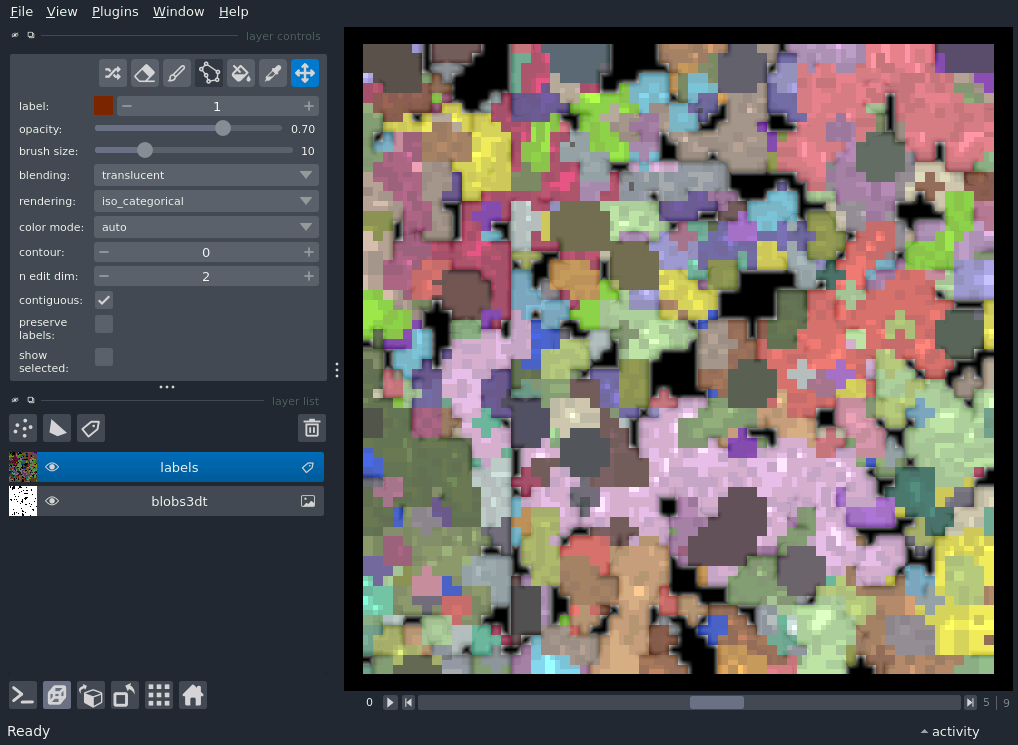 File View Plugins Window Help
layer controls
label: 1
opacity: 0.70
brush size: 10
blending: translucent
rendering: iso_categorical
color mode: auto
contour: 0
n edit dim: 2
contiguous:
preserve
labels:
show
selected:
layer list
labels
blobs3dt
0 5 9
Ready activity